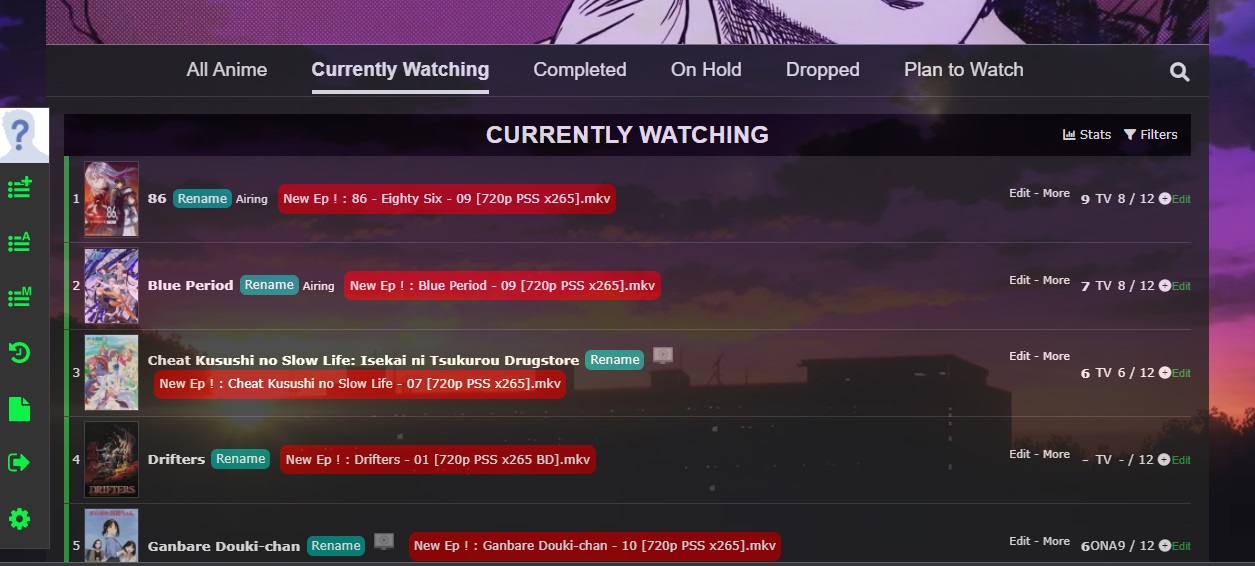 All Anime Currently Watching Completed On Hold Dropped Plan to Watch
CURRENTLY WATCHING Stats Filters
1 86 Rename Airing New Ep ! : 86 - Eighty Six - 09 [720p PSS x265].mkv Edit - More 9 TV 8 / 12 + Edit
2 Blue Period Rename Airing New Ep ! : Blue Period - 09 [720p PSS x265].mkv Edit - More 7 TV 8 / 12 + Edit
3 Cheat Kusushi no Slow Life: Isekai ni Tsukurou Drugstore Rename Edit - More 6 TV 6 / 12 + Edit
New Ep ! : Cheat Kusushi no Slow Life - 07 [720p PSS x265].mkv
4 Drifters Rename New Ep ! : Drifters - 01 [720p PSS x265 BD].mkv Edit - More - TV - / 12 + Edit
DRIFTERS
5 Ganbare Douki-chan Rename New Ep ! : Ganbare Douki-chan - 10 [720p PSS x265].mkv Edit - More 6 ONA 9 / 12 + Edit